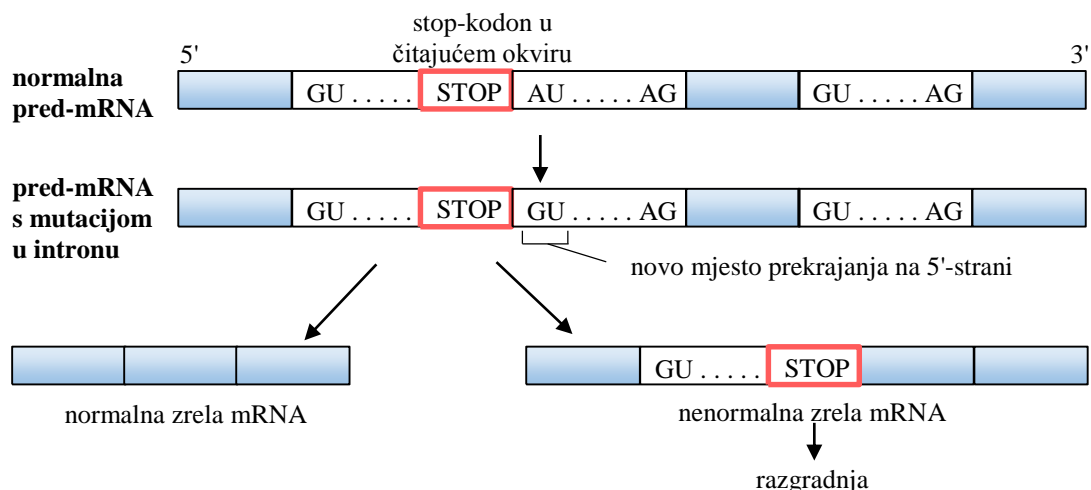 stop-kodon u
čitajućem okviru
5' 3'
normalna
pred-mRNA
GU . . . . . STOP AU . . . . . AG GU . . . . . AG
pred-mRNA
s mutacijom
u intronu
GU . . . . . STOP GU . . . . . AG GU . . . . . AG
novo mjesto prekrajanja na 5'-strani
GU . . . . . STOP
normalna zrela mRNA
nenormalna zrela mRNA
razgradnja